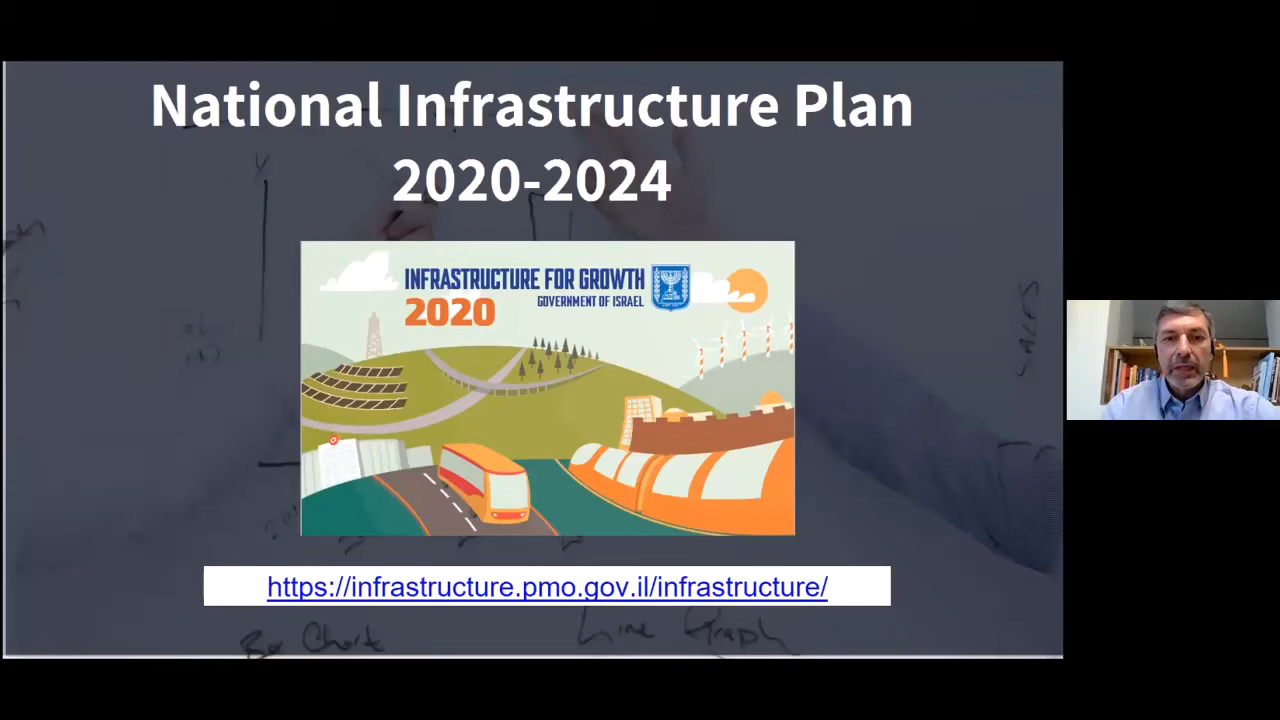 National Infrastructure Plan
2020-2024
INFRASTRUCTURE FOR GROWTH
2020 GOVERNMENT OF ISRAEL
https://infrastructure.pmo.gov.il/infrastructure/
Chart Line Graph